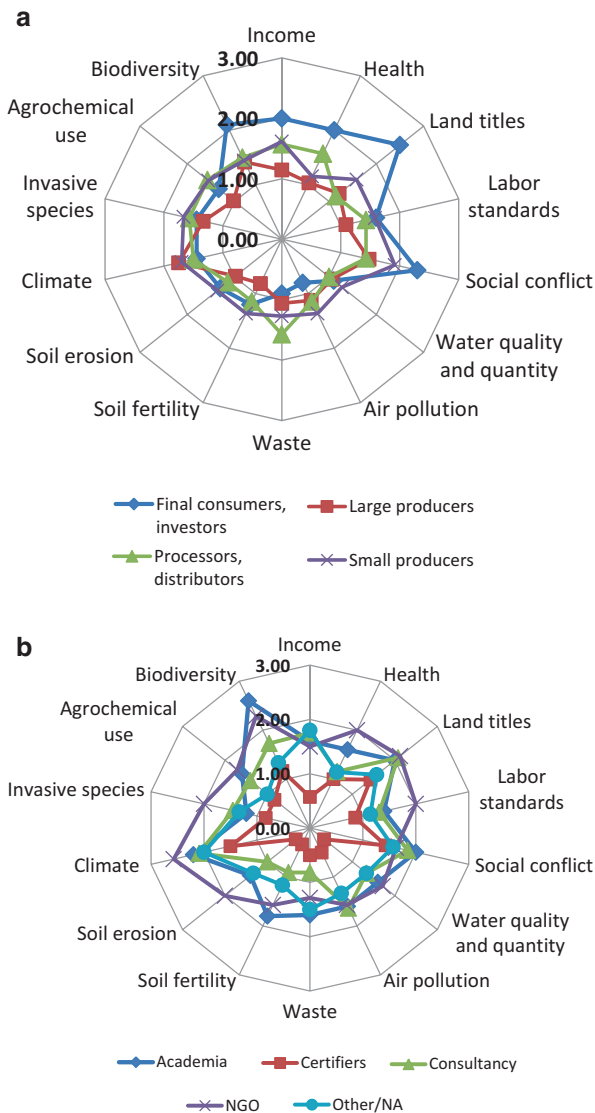 a
Income
3.00
Biodiversity
Health
Agrochemical
use
2.00
Land titles
1.00
Invasive
species
Labor
standards
0.00
Climate
Social conflict
Soil erosion
Water quality
and quantity
Soil fertility
Air pollution
Waste
Final consumers,
investors
Large producers
Processors,
distributors
Small producers
b
Income
3.00
Biodiversity
Health
Agrochemical
use
2.00
Land titles
1.00
Invasive species
Labor
standards
0.00
Climate
Social conflict
Soil erosion
Water quality
and quantity
Soil fertility
Air pollution
Waste
Academia
Certifiers
Consultancy
NGO
Other/NA